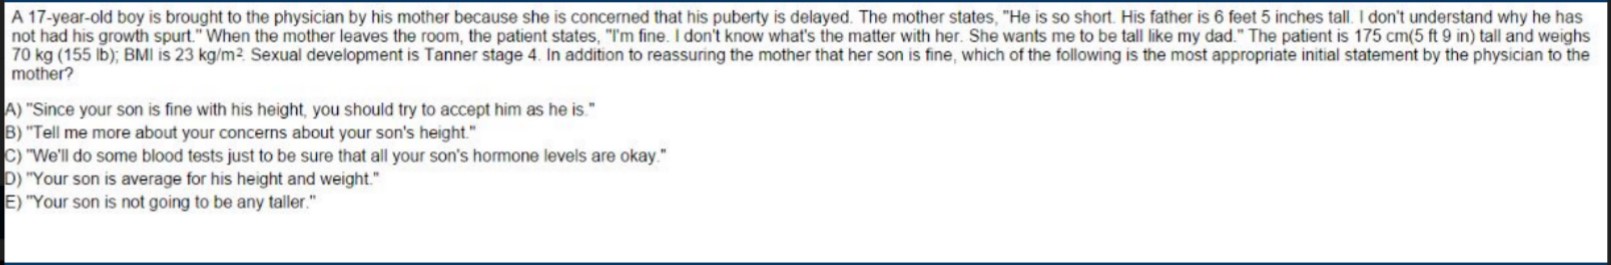 A 17-year-old boy is brought to the physician by his mother because she is concerned that his puberty is delayed. The mother states, "He is so short. His father is 6 feet 5 inches tall. I don't understand why he has
not had his growth spurt." When the mother leaves the room, the patient states, "I'm fine. I don't know what's the matter with her. She wants me to be tall like my dad." The patient is 175 cm(5 ft 9 in) tall and weighs
70 kg (155 lb); BMI is 23 kg/m². Sexual development is Tanner stage 4. In addition to reassuring the mother that her son is fine, which of the following is the most appropriate initial statement by the physician to the
mother?
A) "Since your son is fine with his height, you should try to accept him as he is."
B) "Tell me more about your concerns about your son's height."
C) "We'll do some blood tests just to be sure that all your son's hormone levels are okay."
D) "Your son is average for his height and weight."
E) "Your son is not going to be any taller."